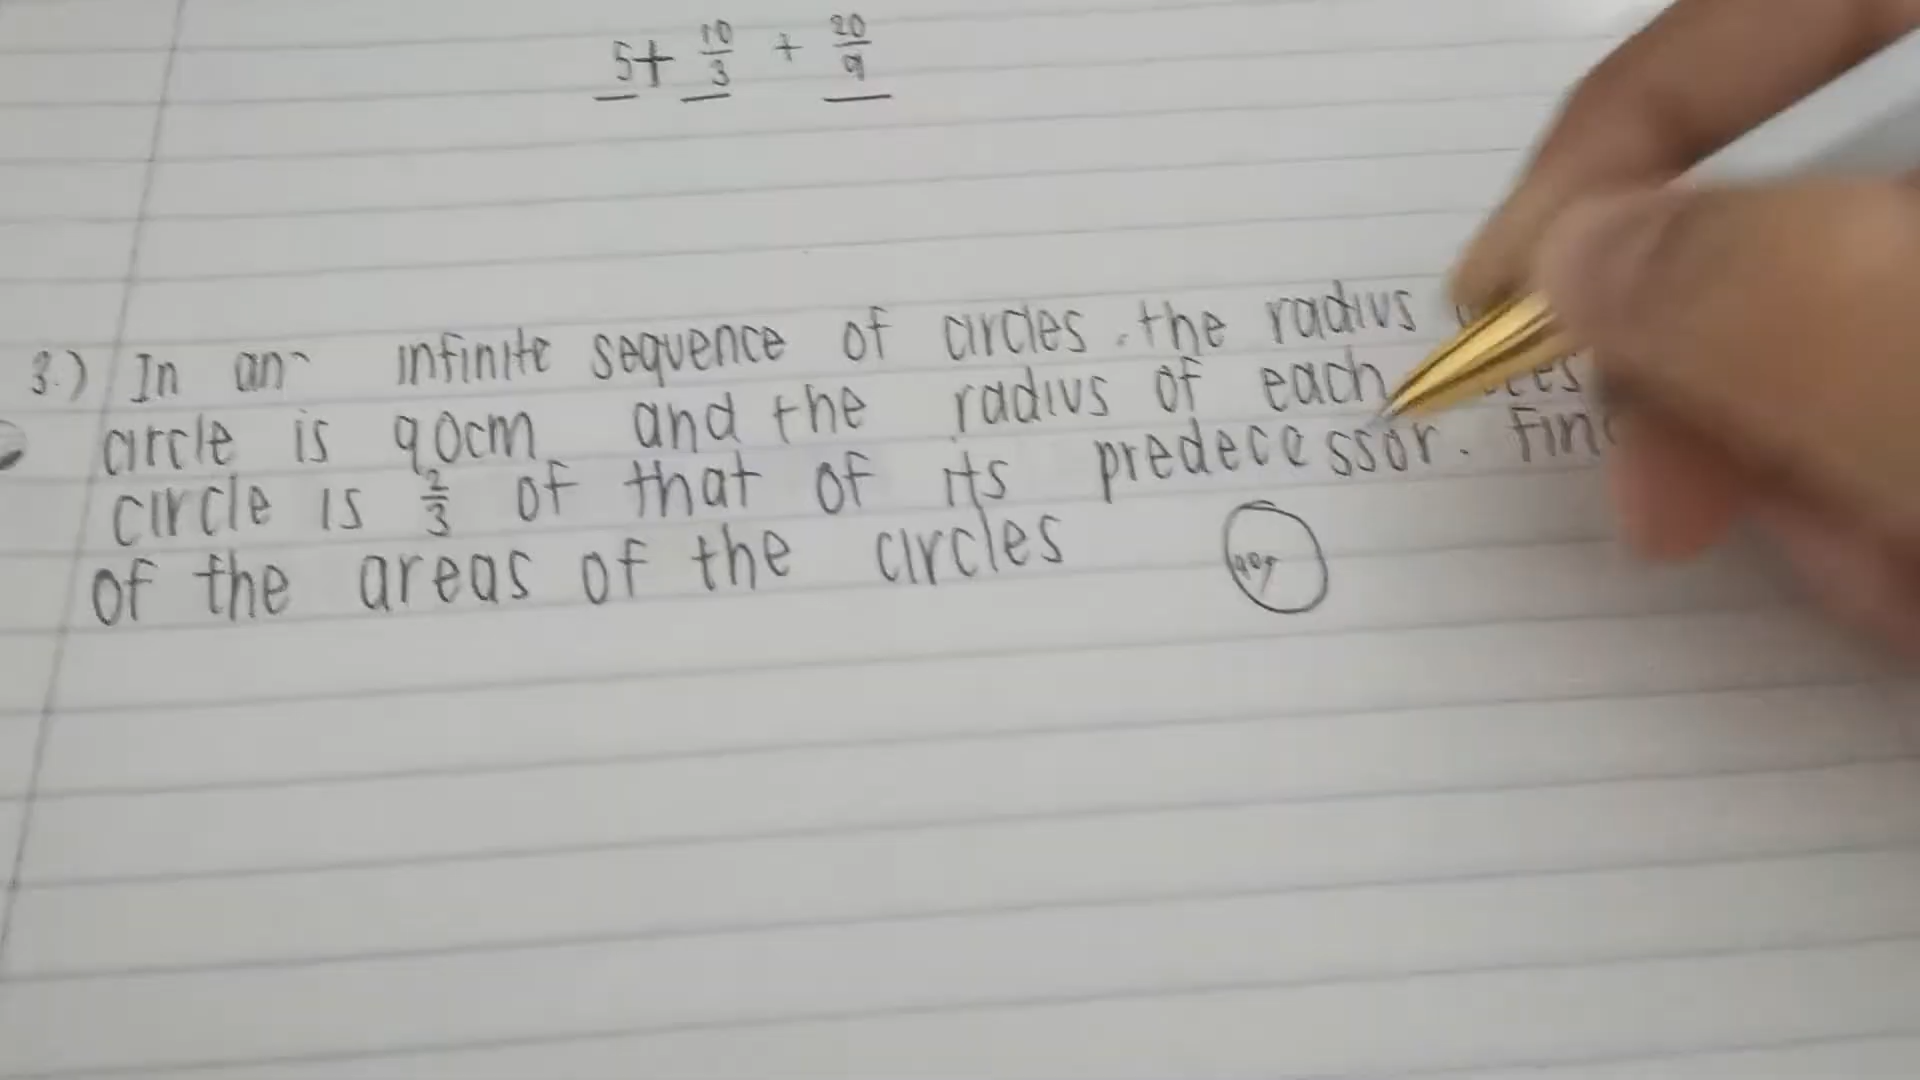 5 + 10/3 + 20/9
3.) In an infinite sequence of circles. the radius
circle is 90cm and the radius of each
circle is 2/3 of that of its predecessor. Find
of the areas of the circles